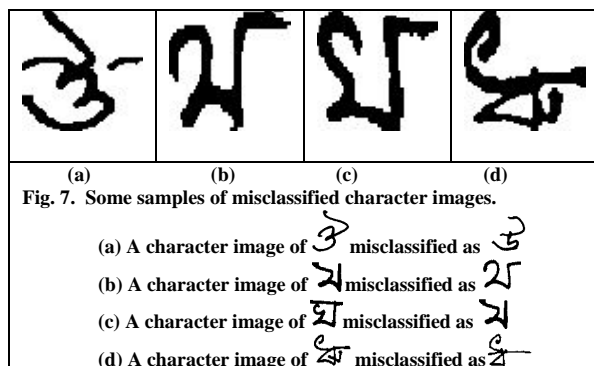 (a) (b) (c) (d)
Fig. 7. Some samples of misclassified character images.
(a) A character image of misclassified as
(b) A character image of misclassified as
(c) A character image of misclassified as
(d) A character image of misclassified as